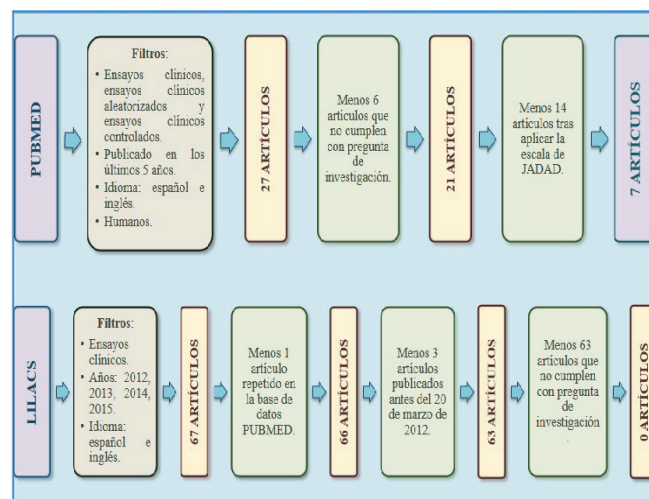 PUBMED
Filtros:
• Ensayos clínicos,
ensayos clínicos
aleatorizados y
ensayos clínicos
controlados.
• Publicado en los
últimos 5 años.
• Idioma: español e
inglés.
• Humanos.
27 ARTÍCULOS
Menos 6
artículos que
no cumplen
con pregunta
de
investigación.
21 ARTÍCULOS
Menos 14
artículos tras
aplicar la
escala de
JADAD.
7 ARTÍCULOS
LILACS
Filtros:
• Ensayos
clínicos.
• Años: 2012,
2013, 2014,
2015.
• Idioma:
español e
inglés.
67 ARTÍCULOS
Menos 1
artículo
repetido en
la base de
datos
PUBMED.
66 ARTÍCULOS
Menos 3
artículos
publicados
antes del 20
de marzo de
2012.
63 ARTÍCULOS
Menos 63
artículos que
no cumplen
con pregunta
de
investigación
.
0 ARTÍCULOS